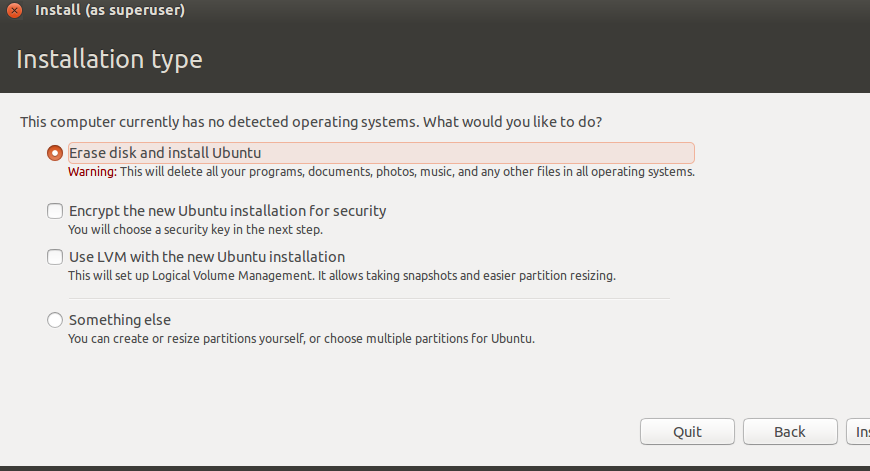 Install (as superuser)
Installation type
This computer currently has no detected operating systems. What would you like to do?
Erase disk and install Ubuntu
Warning: This will delete all your programs, documents, photos, music, and any other files in all operating systems.
Encrypt the new Ubuntu installation for security
You will choose a security key in the next step.
Use LVM with the new Ubuntu installation
This will set up Logical Volume Management. It allows taking snapshots and easier partition resizing.
Something else
You can create or resize partitions yourself, or choose multiple partitions for Ubuntu.
Quit Back